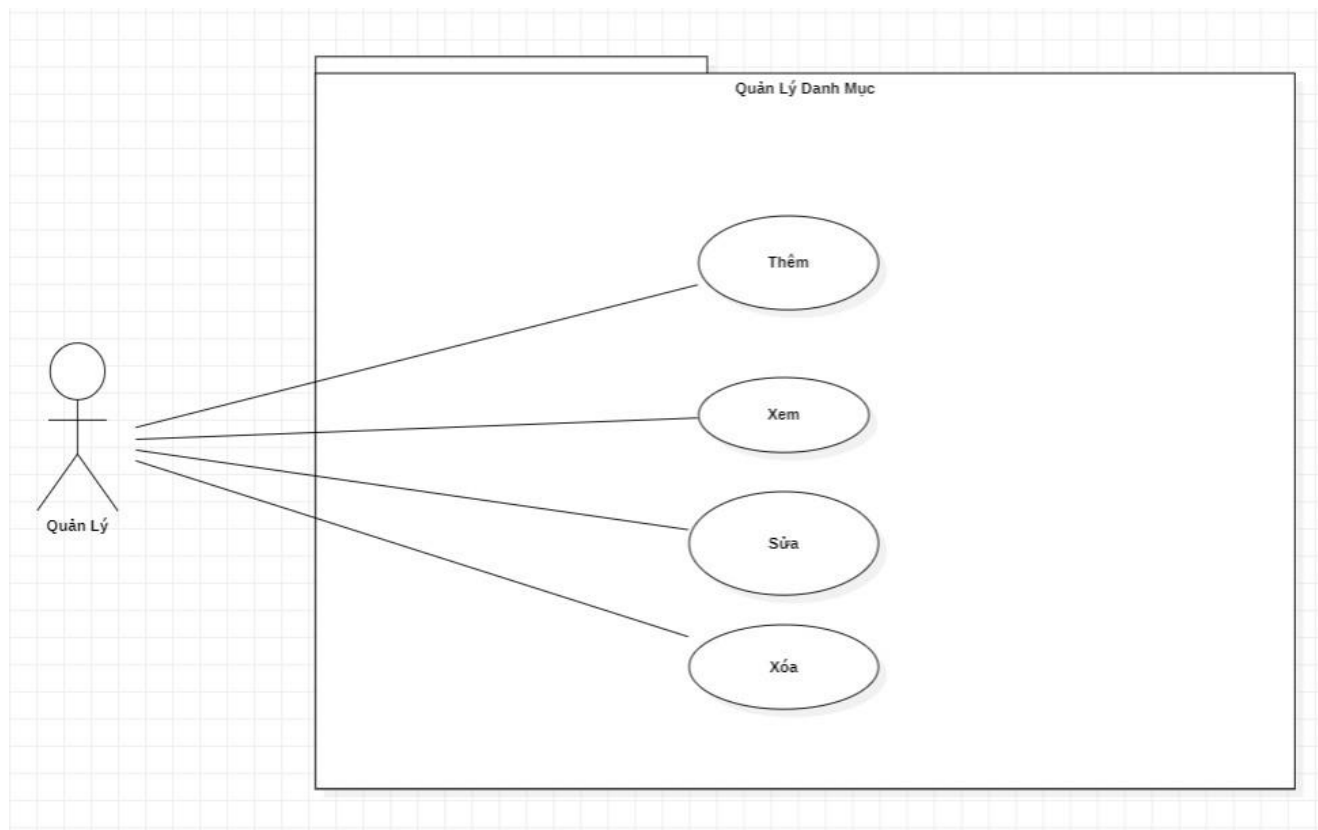 Quản Lý Danh Mục
Thêm
Xem
Sửa
Xóa
Quản Lý